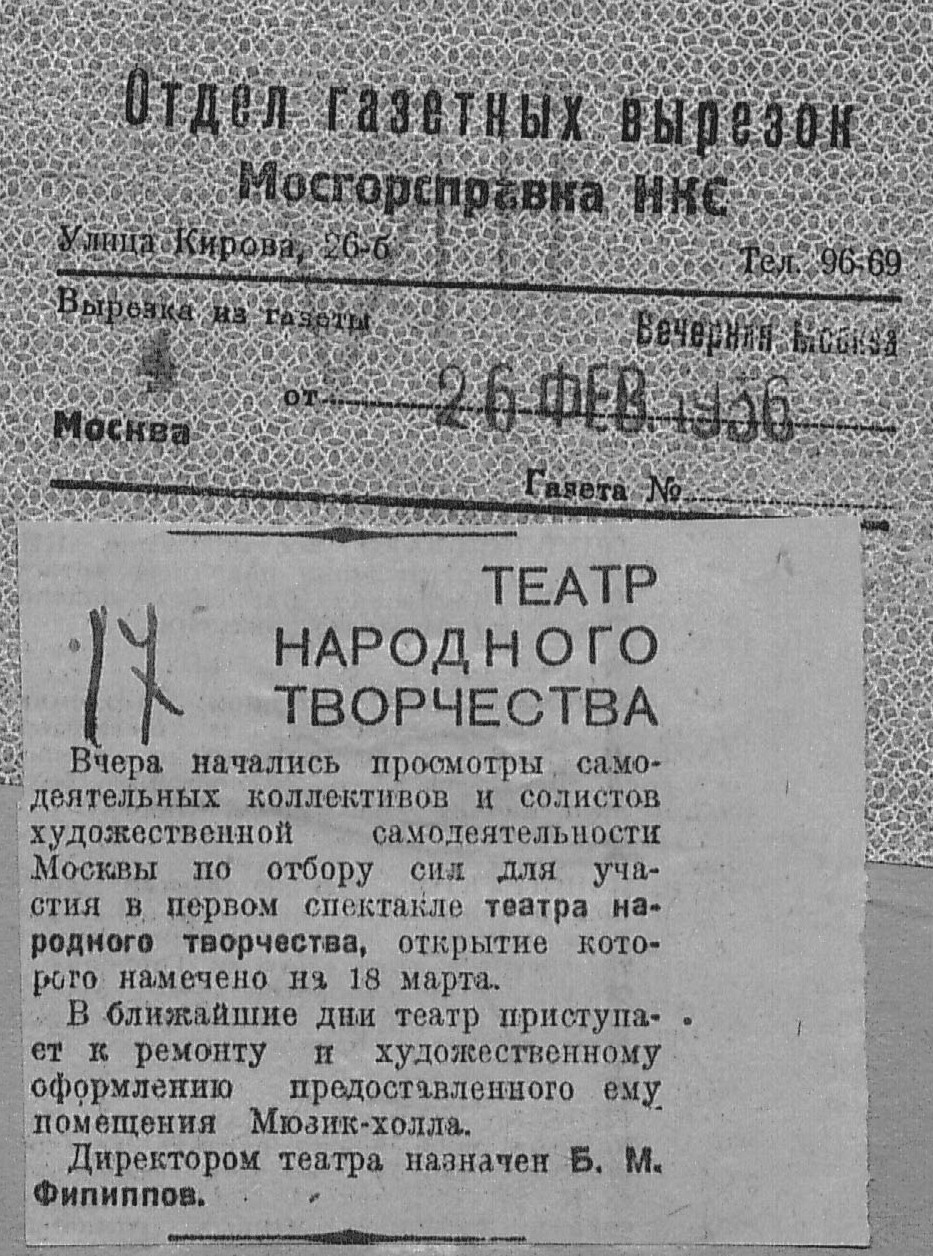 Отдел газетных вырезок
Мосгорсправка НКС
Улица Кирова, 26-б Тел. 96-69
Вырезка из газеты Вечерняя Москва
от 26 ФЕВ. 1936
Москва
Газета №
ТЕАТР
НАРОДНОГО
ТВОРЧЕСТВА
17
Вчера начались просмотры само-
деятельных коллективов и солистов
художественной самодеятельности
Москвы по отбору сил для уча-
стия в первом спектакле театра на-
родного творчества, открытие кото-
рого намечено на 18 марта.
В ближайшие дни театр приступа-
ет к ремонту и художественному
оформлению предоставленного ему
помещения Мюзик-холла.
Директором театра назначен Б. М.
Фипиппов.